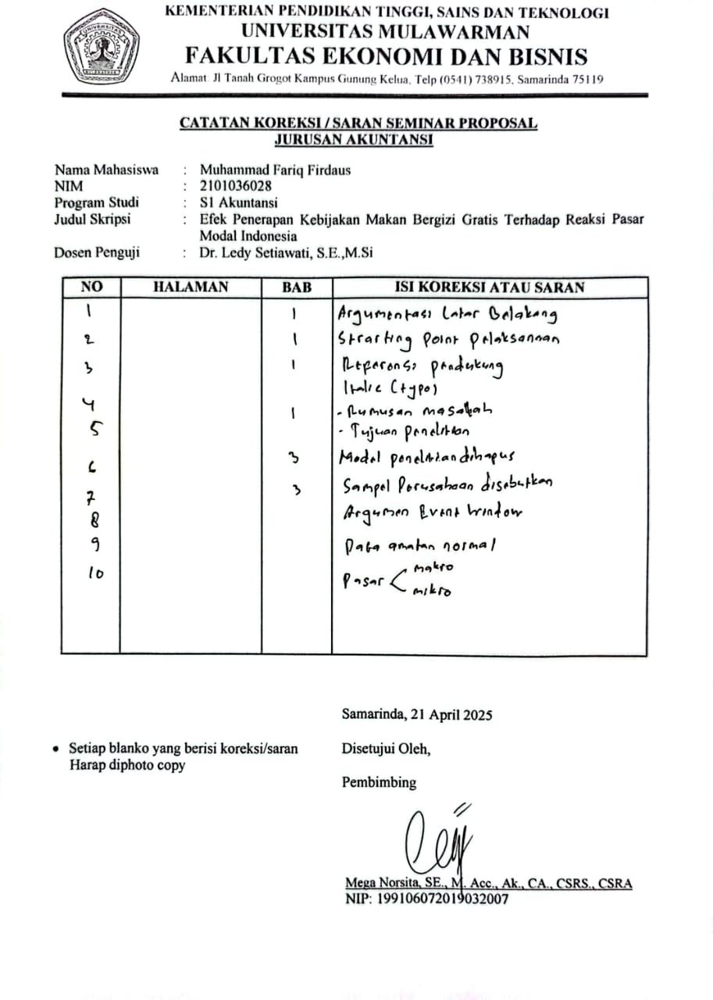 KEMENTERIAN PENDIDIKAN TINGGI, SAINS DAN TEKNOLOGI
UNIVERSITAS MULAWARMAN
FAKULTAS EKONOMI DAN BISNIS
Alamat. Jl Tanah Grogot Kampus Gunung Kelua, Telp (0541) 738915, Samarinda 75119
CATATAN KOREKSI / SARAN SEMINAR PROPOSAL
JURUSAN AKUNTANSI
Nama Mahasiswa : Muhammad Fariq Firdaus
NIM : 2101036028
Program Studi : S1 Akuntansi
Judul Skripsi : Efek Penerapan Kebijakan Makan Bergizi Gratis Terhadap Reaksi Pasar
Modal Indonesia
Dosen Penguji : Dr. Ledy Setiawati, S.E.,M.Si
NO HALAMAN BAB ISI KOREKSI ATAU SARAN
1 1 Argumentasi Latar Belakang
2 1 Strarting Point pelaksanaan
3 1 Referensi pendukung
Italic (typo)
4 1 - Rumusan masalah
5 - Tujuan penelitian
6 3 Model penelitian dihapus
7 3 Sampel Perusahaan disebutkan
8 Argumen Event Window
9 Data amatan normal
10 Pasar < makro
mikro
Samarinda, 21 April 2025
• Setiap blanko yang berisi koreksi/saran
Harap diphoto copy
Disetujui Oleh,
Pembimbing
Mega Norsita, SE., M. Acc., Ak., CA., CSRS., CSRA
NIP: 199106072019032007